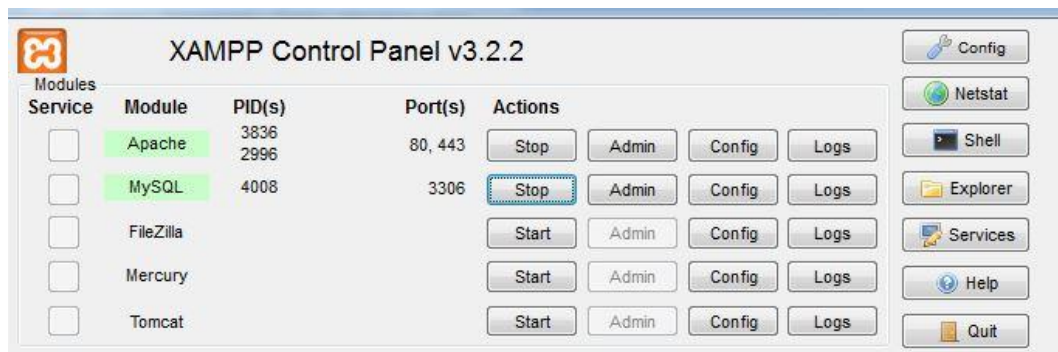 XAMPP Control Panel v3.2.2
Modules
Service Module PID(s) Port(s) Actions
Apache 3836 2996 80, 443 Stop Admin Config Logs
MySQL 4008 3306 Stop Admin Config Logs
FileZilla Start Admin Config Logs
Mercury Start Admin Config Logs
Tomcat Start Admin Config Logs
Config
Netstat
Shell
Explorer
Services
Help
Quit